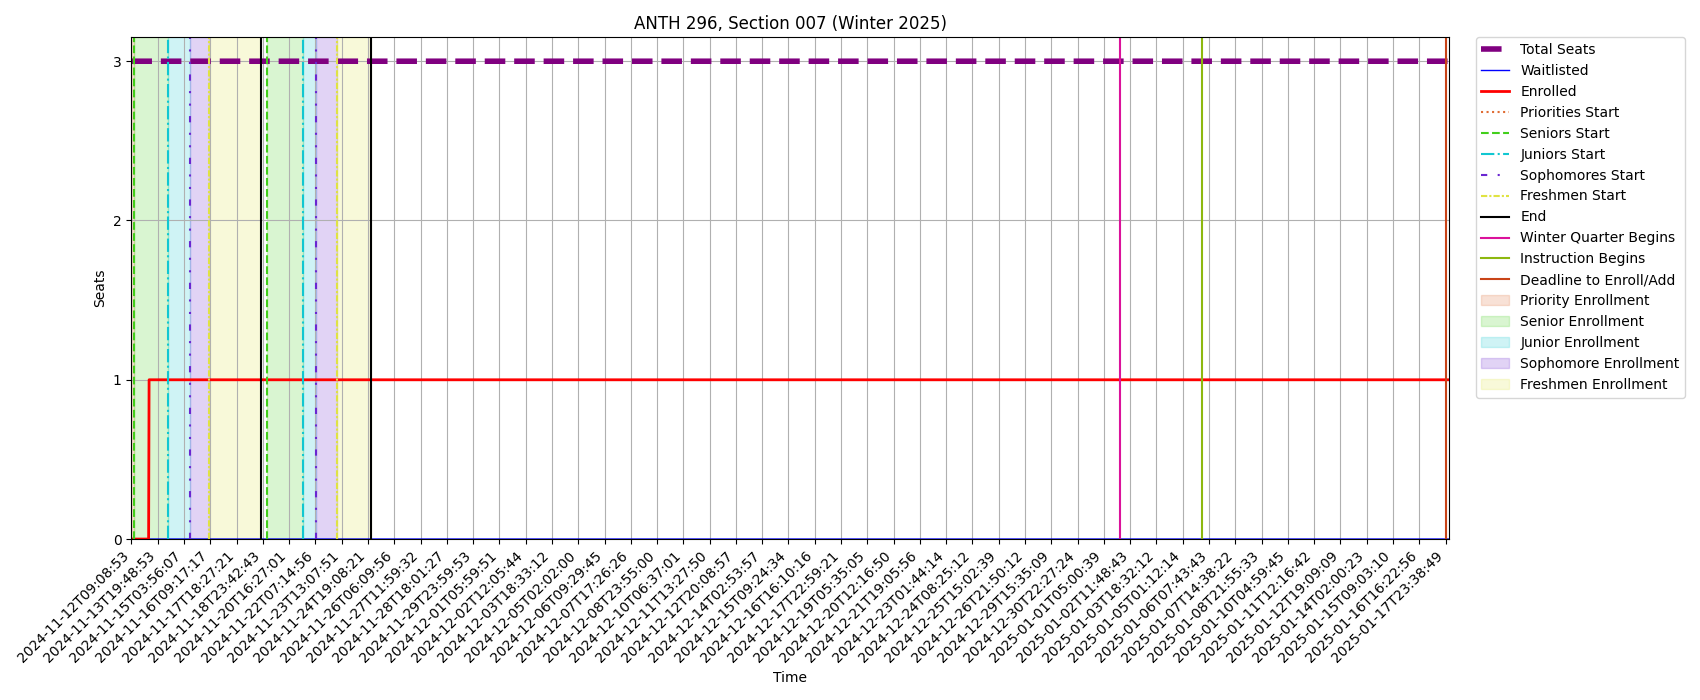 ANTH 296, Section 007 (Winter 2025)
3
2
1
0
Seats
2024-11-12T09:08:53
2024-11-13T19:48:53
2024-11-15T03:56:07
2024-11-16T09:17:17
2024-11-17T18:27:21
2024-11-18T23:42:43
2024-11-20T16:27:01
2024-11-22T07:14:56
2024-11-23T13:07:51
2024-11-24T19:08:21
2024-11-26T06:09:56
2024-11-27T11:59:32
2024-11-28T18:01:27
2024-11-29T23:59:53
2024-12-01T05:59:51
2024-12-02T12:05:44
2024-12-03T18:33:12
2024-12-05T02:02:00
2024-12-06T09:29:45
2024-12-07T17:26:26
2024-12-08T23:55:00
2024-12-10T06:37:01
2024-12-11T13:27:50
2024-12-12T20:08:57
2024-12-14T02:53:57
2024-12-15T09:24:34
2024-12-16T16:10:16
2024-12-17T22:59:21
2024-12-19T05:35:05
2024-12-20T12:16:50
2024-12-21T19:05:56
2024-12-23T01:44:14
2024-12-24T08:25:12
2024-12-25T15:02:39
2024-12-26T21:50:12
2024-12-29T15:35:09
2024-12-30T22:27:24
2025-01-01T05:00:39
2025-01-02T11:48:43
2025-01-03T18:32:12
2025-01-05T01:12:14
2025-01-06T07:43:43
2025-01-07T14:38:22
2025-01-08T21:55:33
2025-01-10T04:59:45
2025-01-11T12:16:42
2025-01-12T19:09:09
2025-01-14T02:00:23
2025-01-15T09:03:10
2025-01-16T16:22:56
2025-01-17T23:38:49
Time
Total Seats
Waitlisted
Enrolled
Priorities Start
Seniors Start
Juniors Start
Sophomores Start
Freshmen Start
End
Winter Quarter Begins
Instruction Begins
Deadline to Enroll/Add
Priority Enrollment
Senior Enrollment
Junior Enrollment
Sophomore Enrollment
Freshmen Enrollment